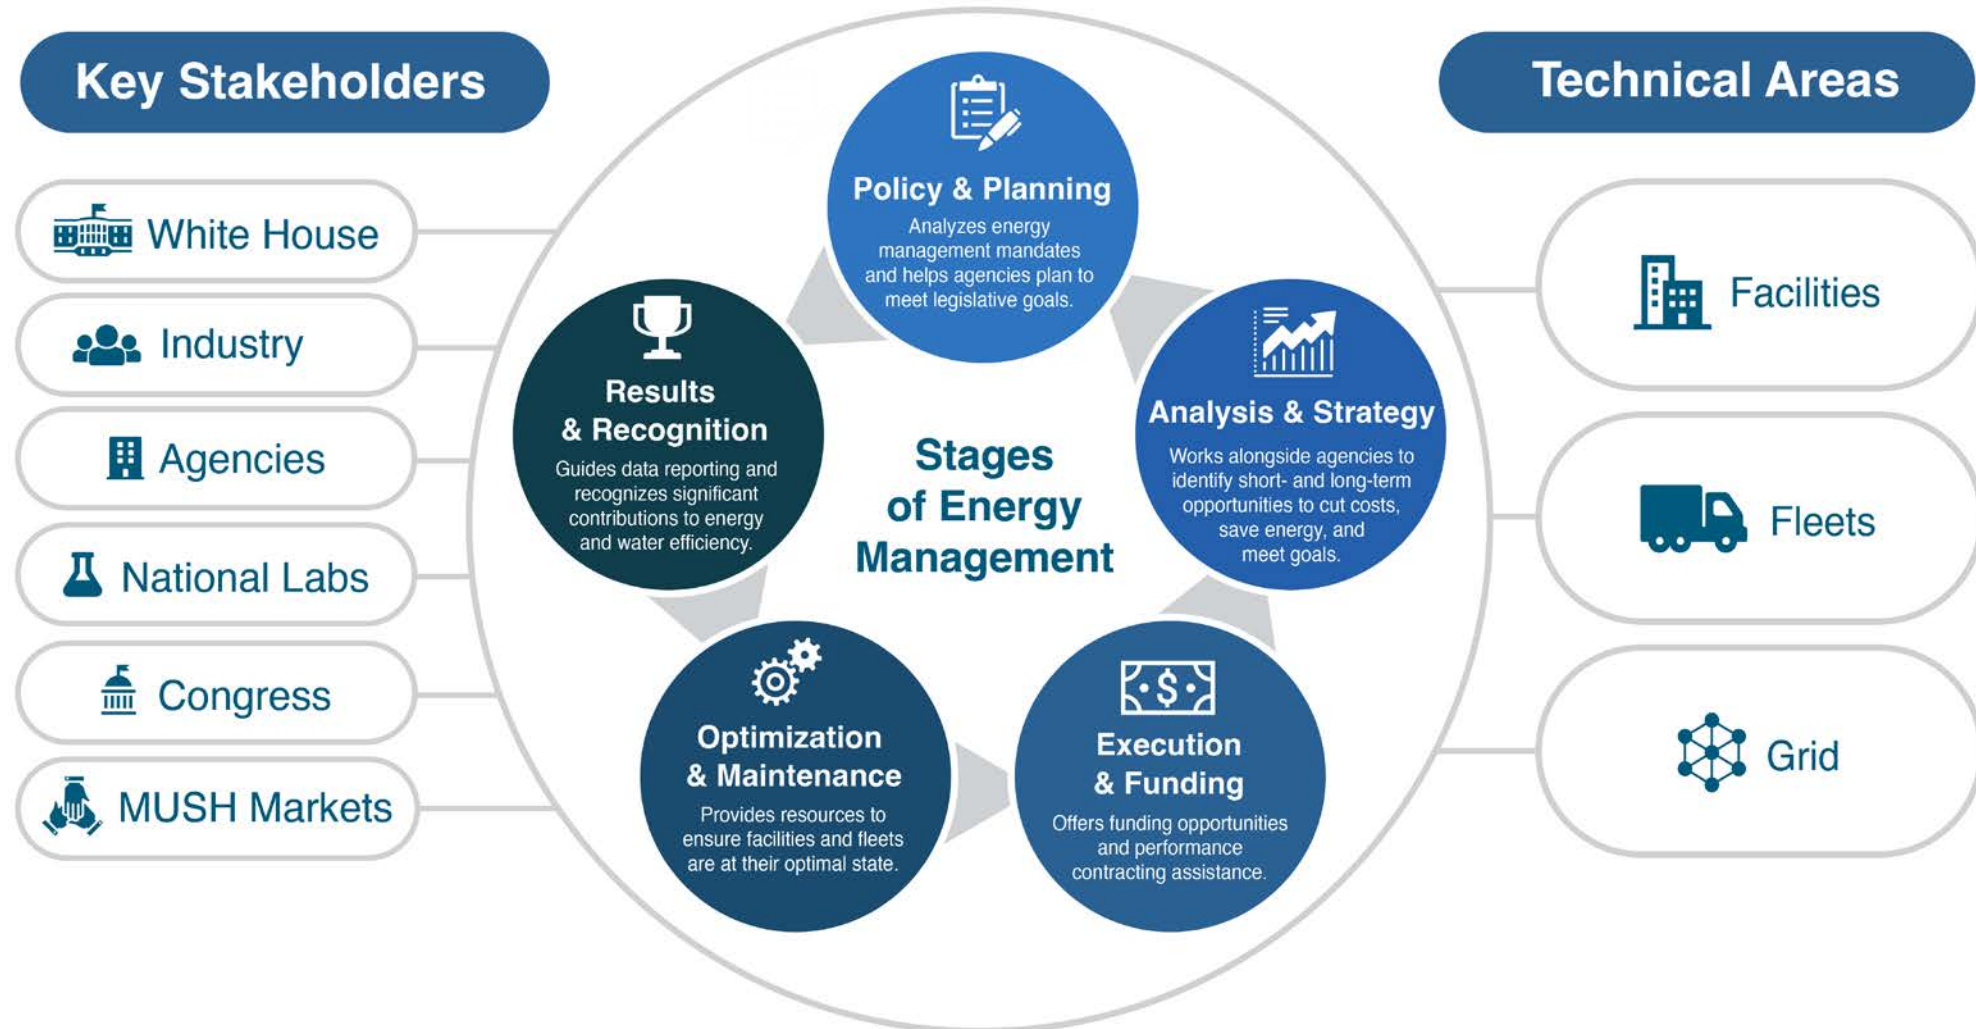 Key Stakeholders
White House
Industry
Agencies
National Labs
Congress
MUSH Markets
Policy & Planning
Analyzes energy
management mandates
and helps agencies plan to
meet legislative goals.
Analysis & Strategy
Works alongside agencies to
identify short- and long-term
opportunities to cut costs,
save energy, and
meet goals.
Execution
& Funding
Offers funding opportunities
and performance
contracting assistance.
Optimization
& Maintenance
Provides resources to
ensure facilities and fleets
are at their optimal state.
Results
& Recognition
Guides data reporting and
recognizes significant
contributions to energy
and water efficiency.
Stages
of Energy
Management
Technical Areas
Facilities
Fleets
Grid